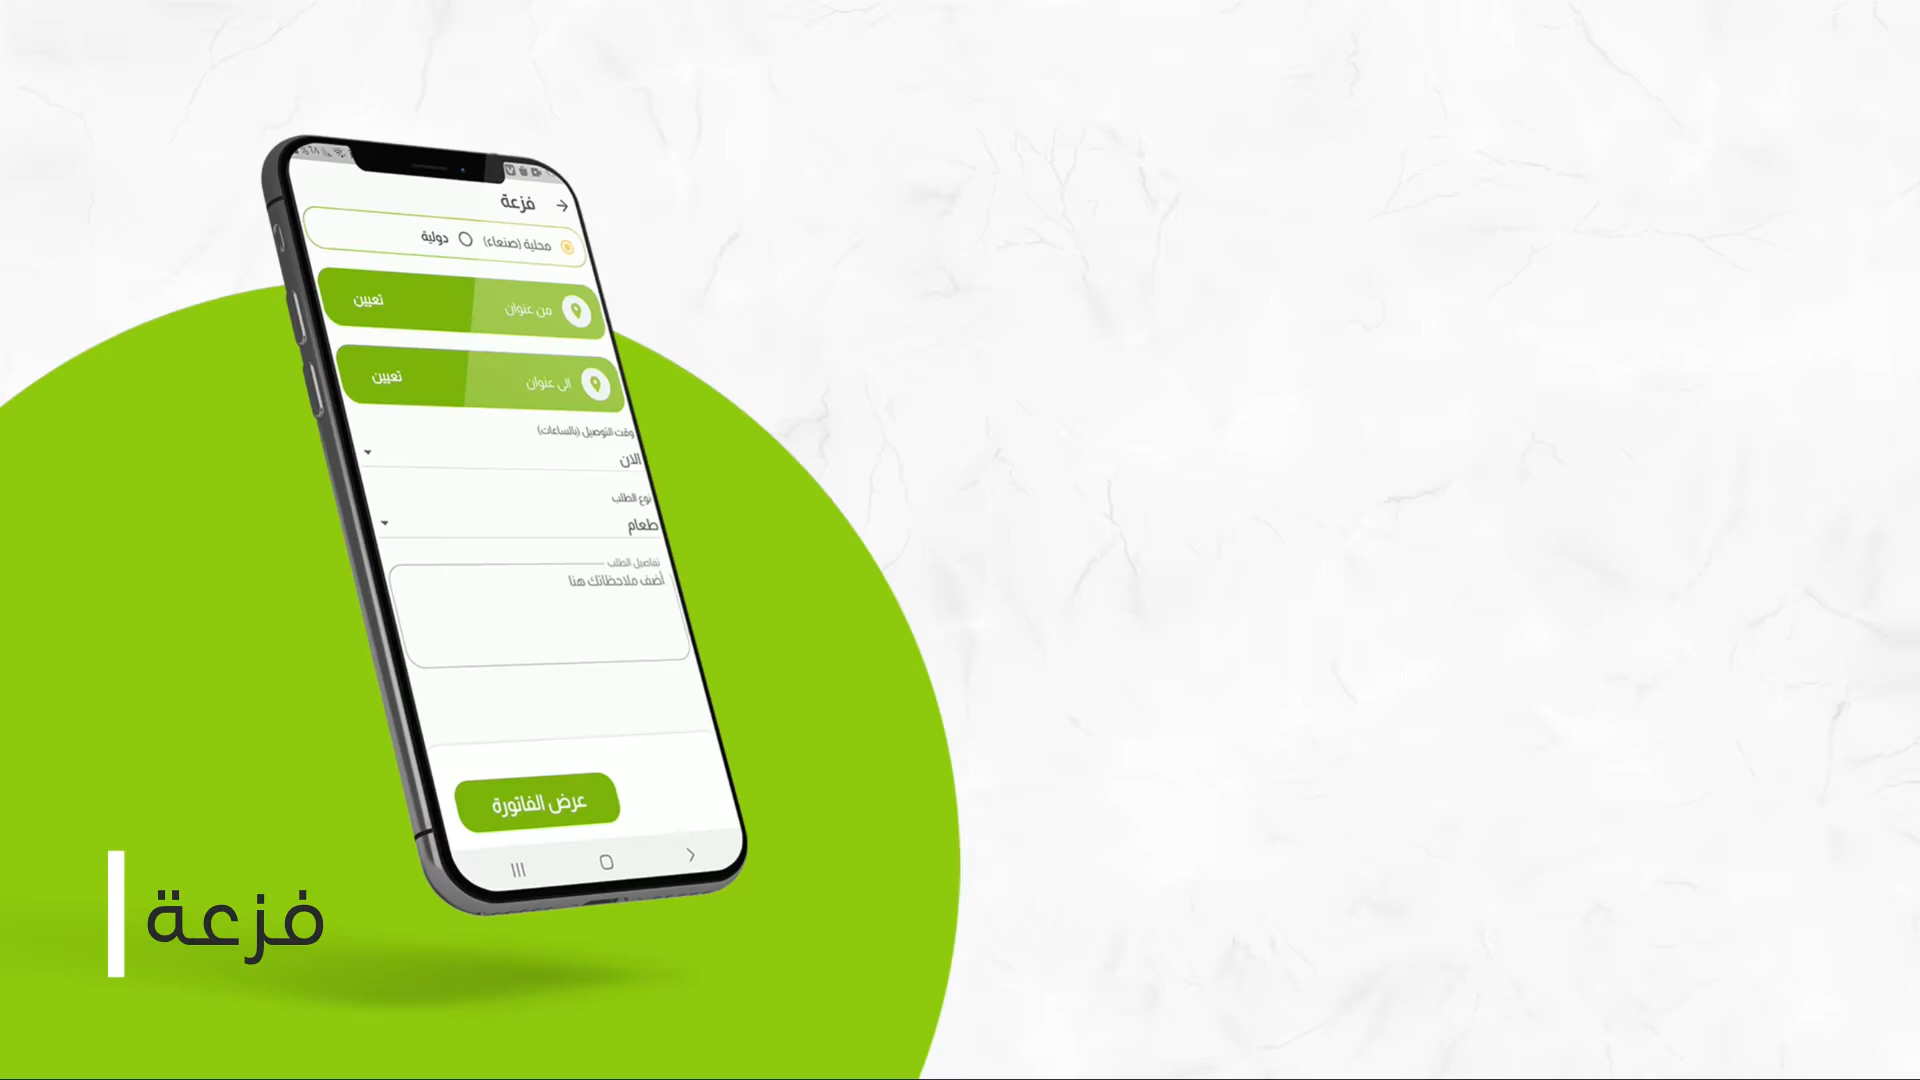 فزعة
محلية (صنعاء) دولية
من عنوان تعيين
الى عنوان تعيين
وقت التوصيل (بالساعات)
الان
نوع الطلب
طعام
تفاصيل الطلب
أضف ملاحظاتك هنا
عرض الفاتورة
فزعة